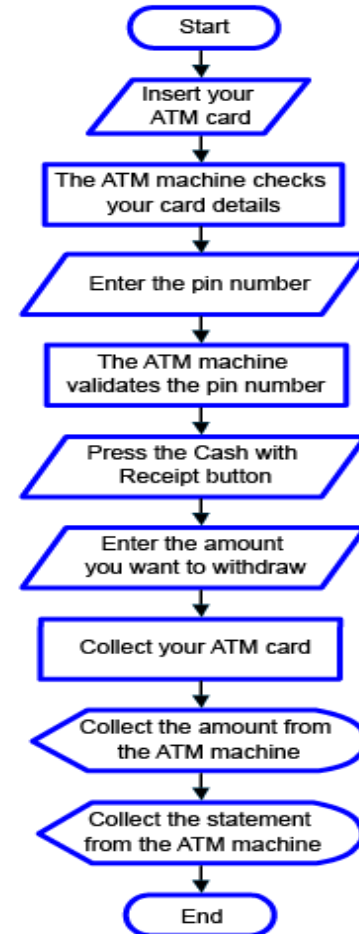 Start
Insert your
ATM card
The ATM machine checks
your card details
Enter the pin number
The ATM machine
validates the pin number
Press the Cash with
Receipt button
Enter the amount
you want to withdraw
Collect your ATM card
Collect the amount from
the ATM machine
Collect the statement
from the ATM machine
End